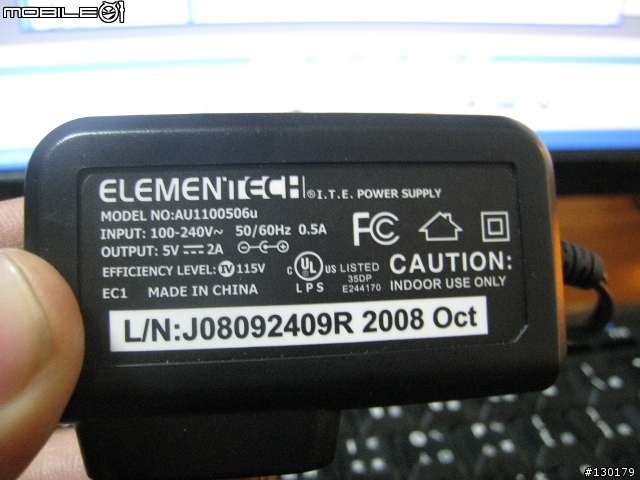 MOBILE01
ELEMENTECH® I.T.E. POWER SUPPLY
MODEL NO:AU1100506u
INPUT: 100-240V~ 50/60Hz 0.5A
OUTPUT: 5V 2A
EFFICIENCY LEVEL: IV 115V
EC1 MADE IN CHINA
FC
C UL US LISTED
LPS
35DP
E244170
CAUTION:
INDOOR USE ONLY
L/N:J08092409R 2008 Oct
#130179